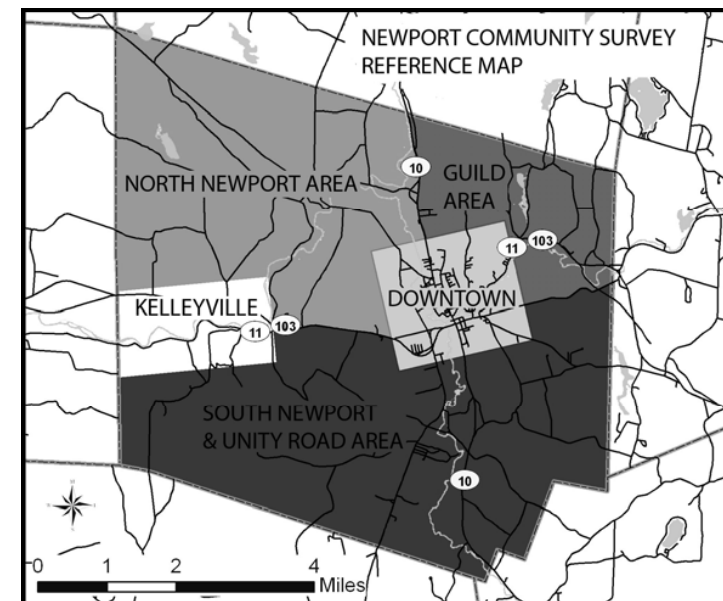 NEWPORT COMMUNITY SURVEY
REFERENCE MAP
10
GUILD
AREA
NORTH NEWPORT AREA
11
103
KELLEYVILLE
DOWNTOWN
11
103
SOUTH NEWPORT
& UNITY ROAD AREA
10
N
0 1 2 4
Miles